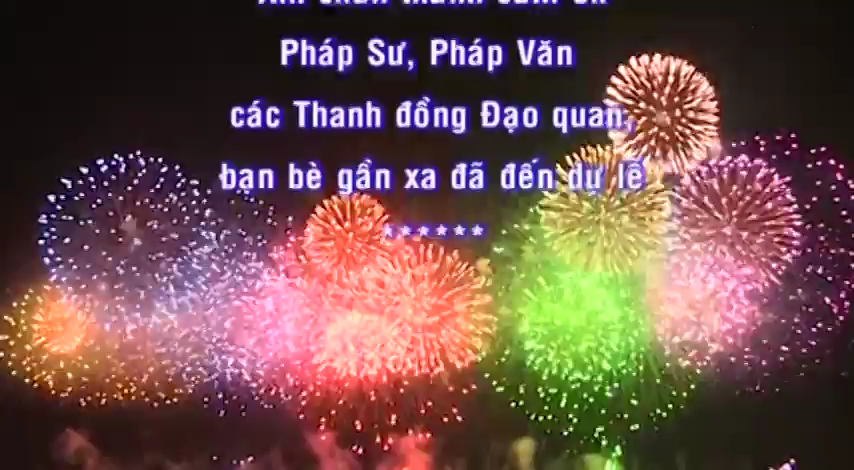 Pháp Sư, Pháp Văn
các Thanh đồng Đạo quan,
bạn bè gần xa đã đến dự lễ
******